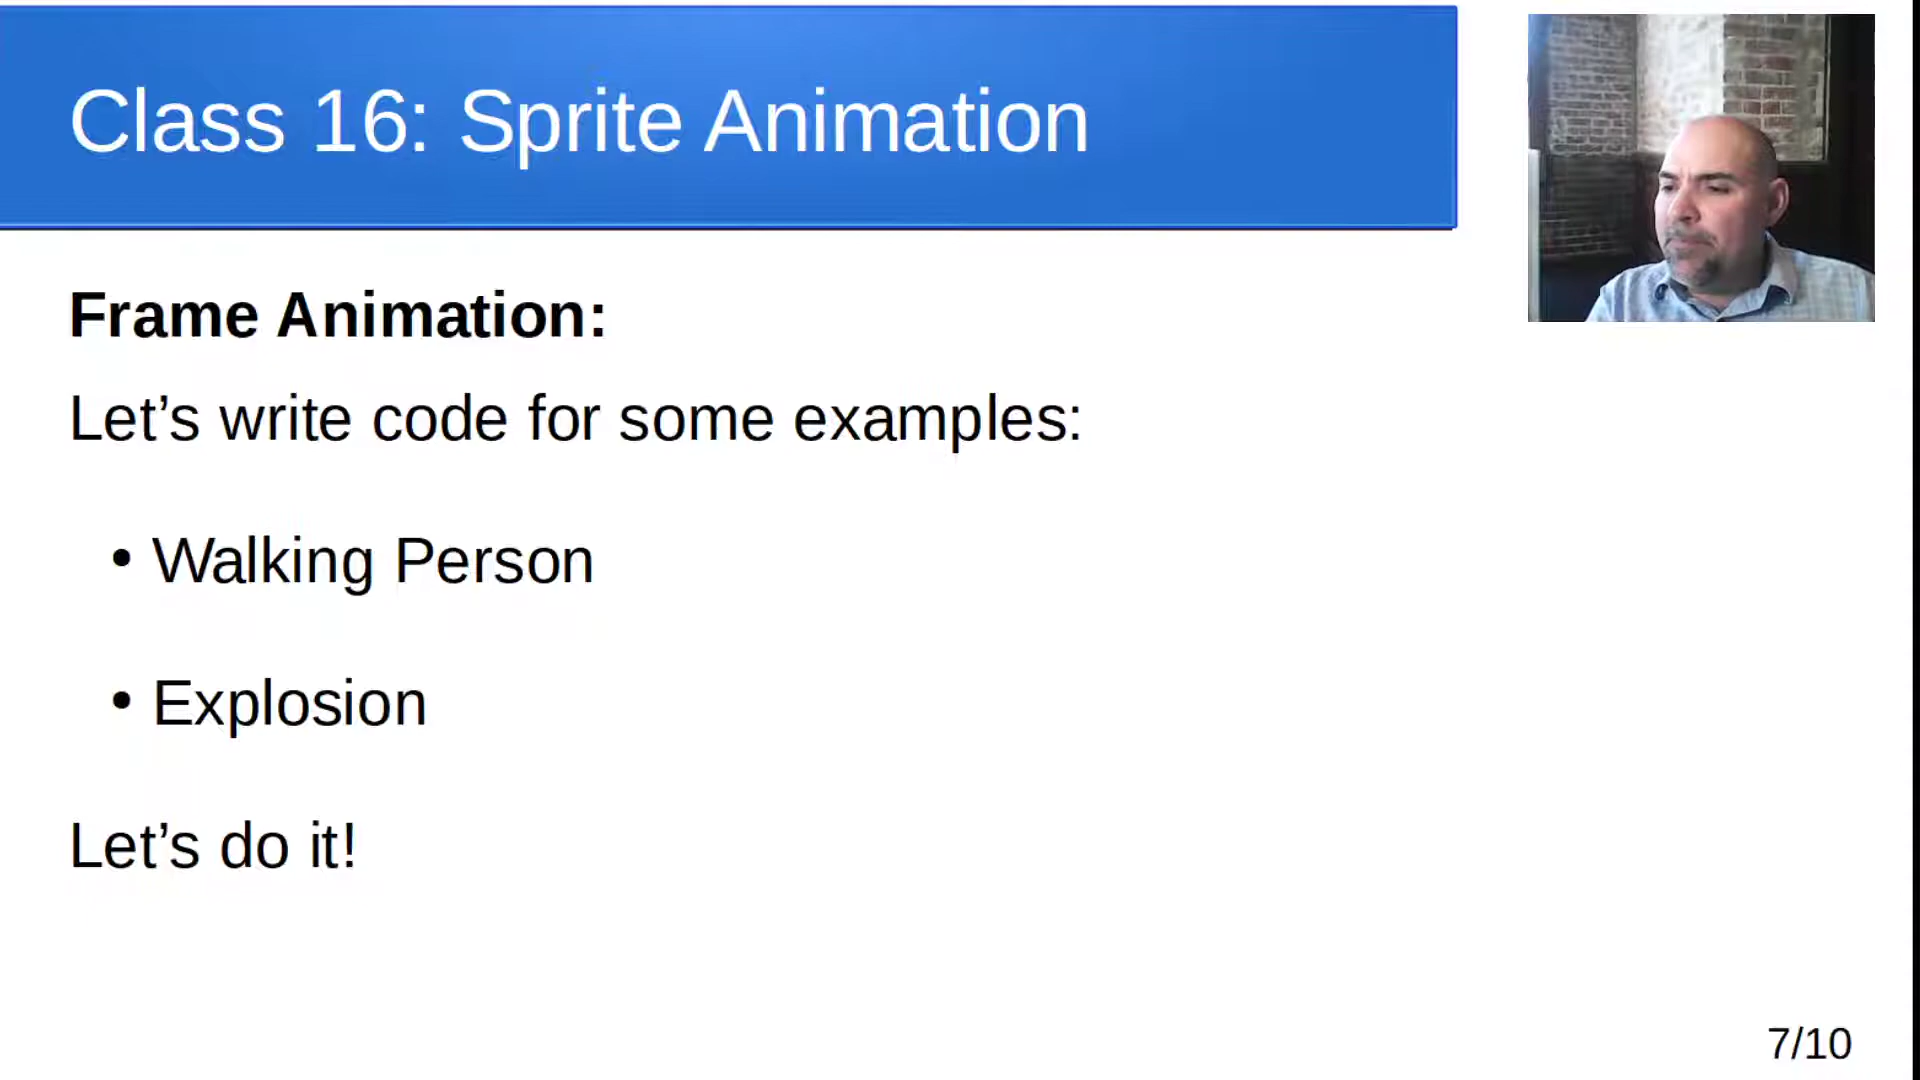 Class 16: Sprite Animation
Frame Animation:
Let’s write code for some examples:
• Walking Person
• Explosion
Let’s do it!
7/10